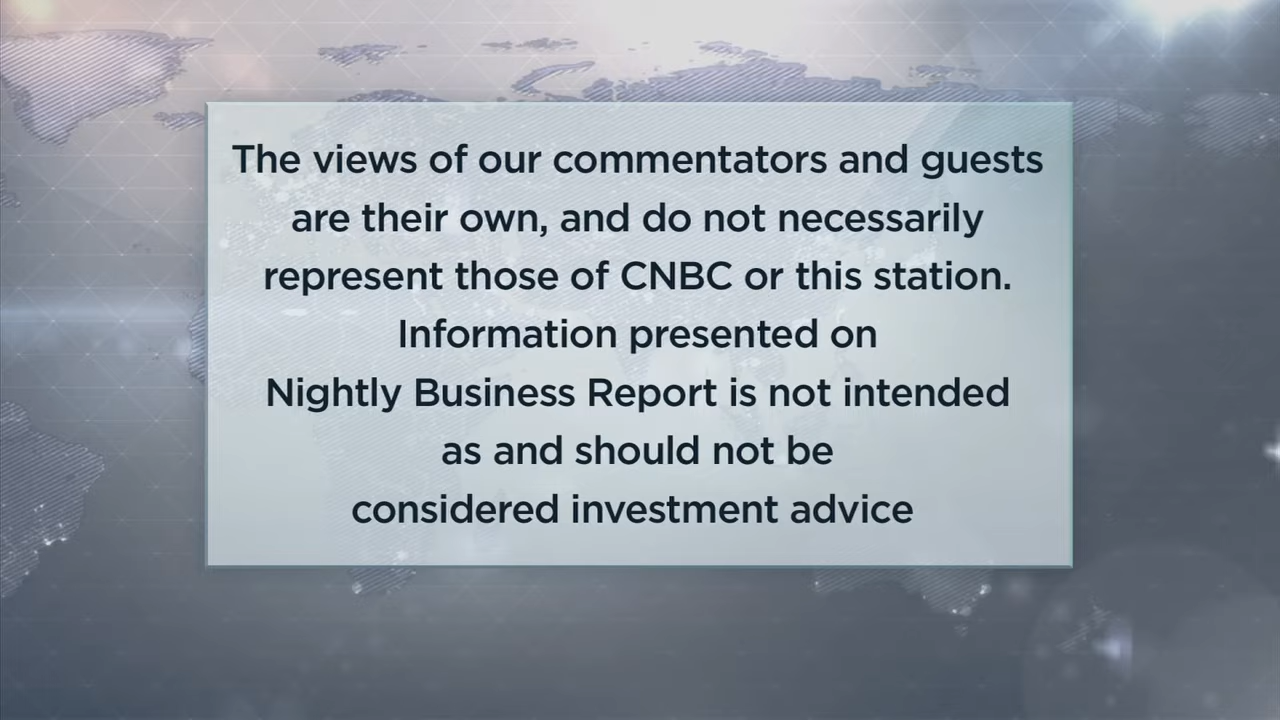 The views of our commentators and guests
are their own, and do not necessarily
represent those of CNBC or this station.
Information presented on
Nightly Business Report is not intended
as and should not be
considered investment advice